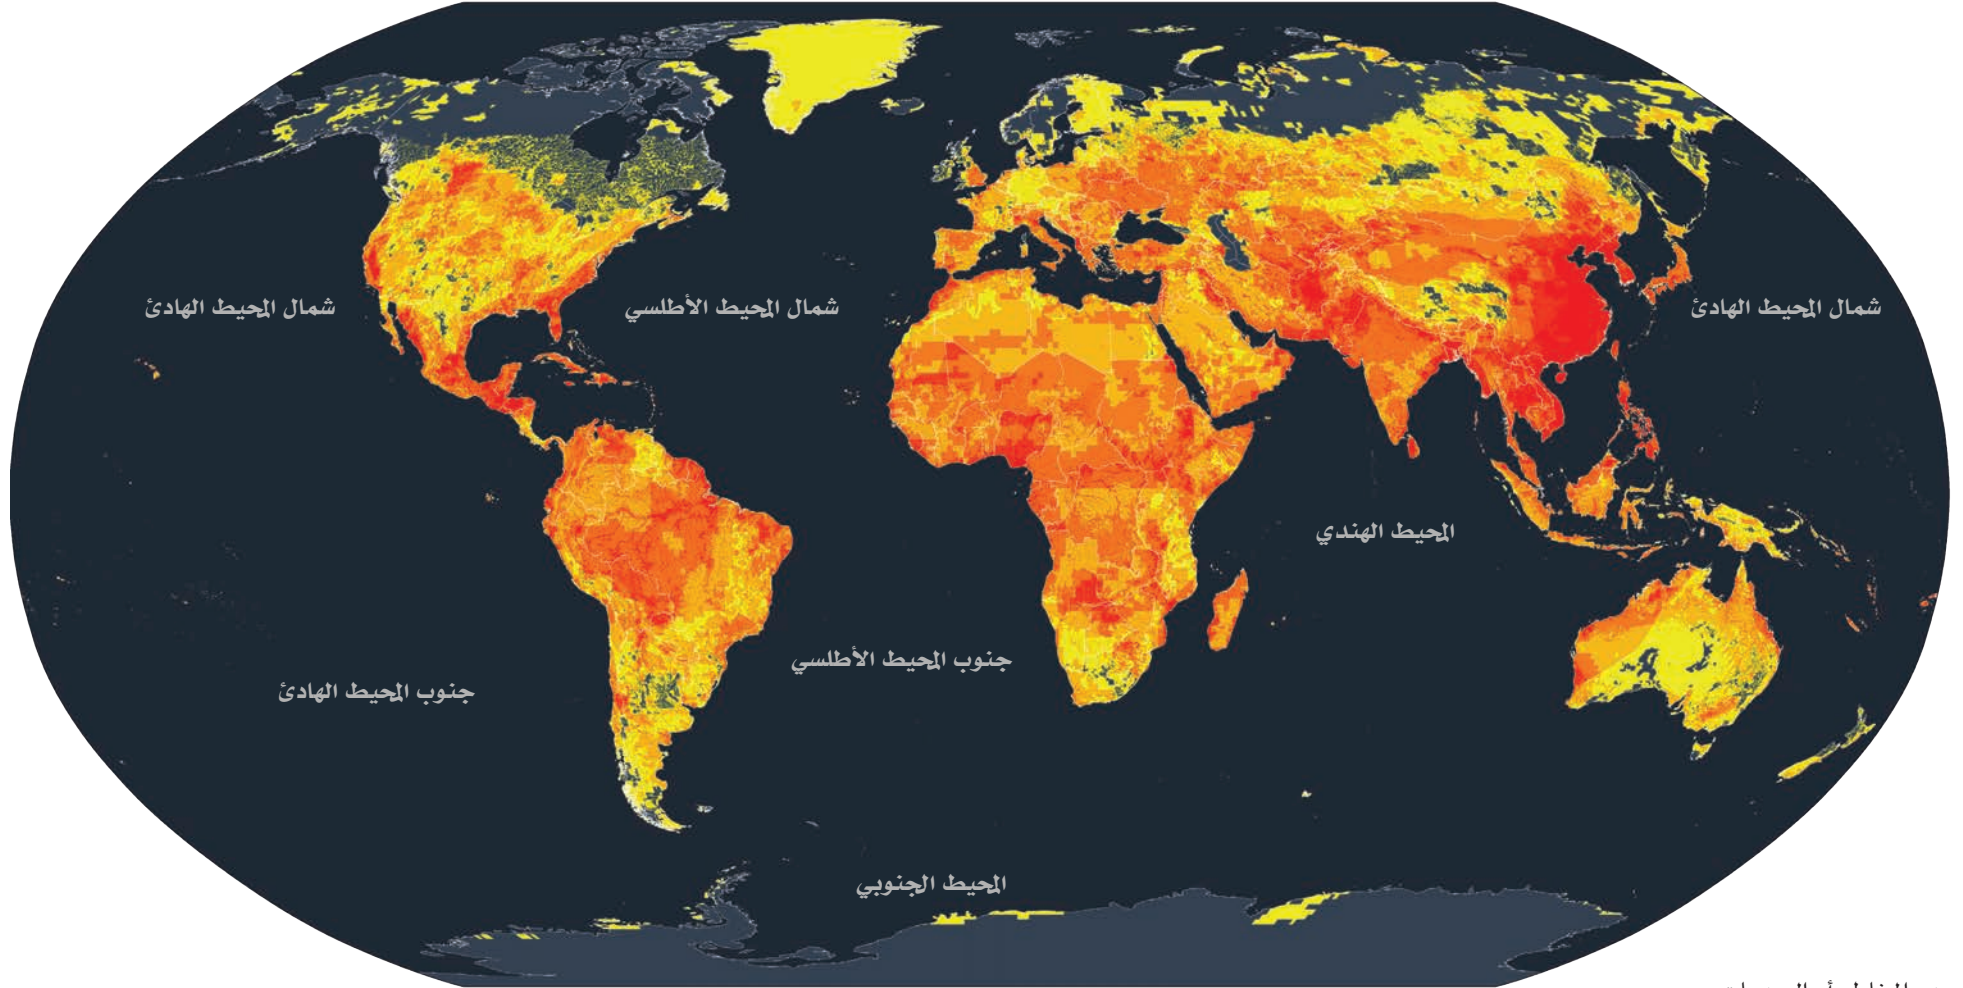 شمال المحيط الهادئ
شمال المحيط الأطلسي
شمال المحيط الهادئ
المحيط الهندي
جنوب المحيط الأطلسي
جنوب المحيط الهادئ
المحيط الجنوبي